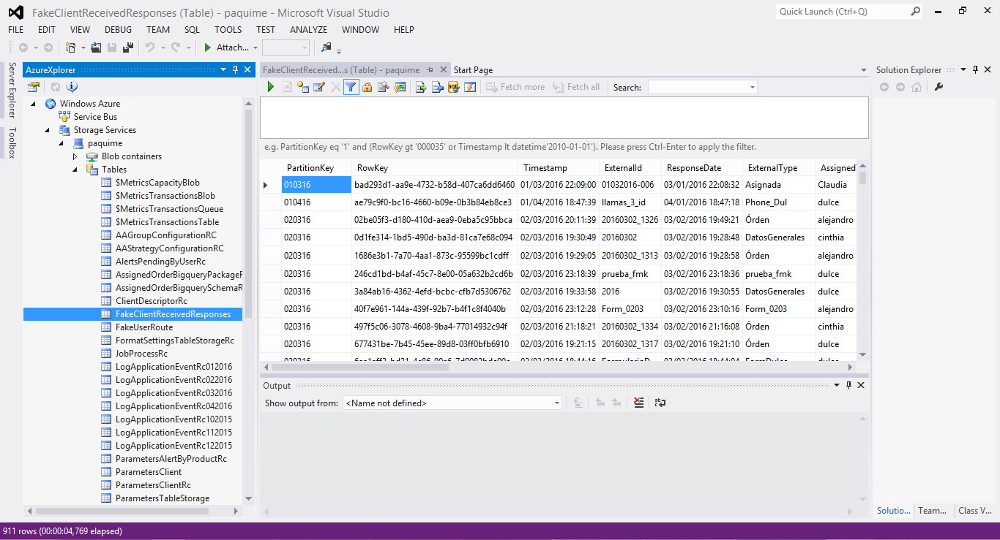 FakeClientReceivedResponses (Table) - paquime - Microsoft Visual Studio
Quick Launch (Ctrl+Q)
FILE EDIT VIEW DEBUG TEAM SQL TOOLS TEST ANALYZE WINDOW HELP
Attach...
Server Explorer
Toolbox
AzureXplorer
Windows Azure
Service Bus
Storage Services
paquime
Blob containers
Tables
$MetricsCapacityBlob
$MetricsTransactionsBlob
$MetricsTransactionsQueue
$MetricsTransactionsTable
AAGroupConfigurationRC
AAStrategyConfigurationRC
AlertsPendingByUserRc
AssignedOrderBigqueryPackageF
AssignedOrderBigquerySchemaR
ClientDescriptorRc
FakeClientReceivedResponses
FakeUserRoute
FormatSettingsTableStorageRc
JobProcessRc
LogApplicationEventRc012016
LogApplicationEventRc022016
LogApplicationEventRc032016
LogApplicationEventRc042016
LogApplicationEventRc102015
LogApplicationEventRc112015
LogApplicationEventRc122015
ParametersAlertByProductRc
ParametersClient
ParametersClientRc
ParametersTableStorage
FakeClientReceived...s (Table) - paquime Start Page
Fetch more Fetch all Search:
e.g. PartitionKey eq '1' and (RowKey gt '000035' or Timestamp lt datetime'2010-01-01'). Please press Ctrl-Enter to apply the filter.
PartitionKey RowKey Timestamp ExternalId ResponseDate ExternalType Assigned
010316 bad293d1-aa9e-4732-b58d-407ca6dd6460 01/03/2016 22:09:00 01032016-006 03/01/2016 22:08:32 Asignada Claudia
010416 ae79c9f0-bc16-4660-b09e-0b3b84eb8ce3 01/04/2016 18:47:39 llamas_3_id 04/01/2016 18:47:18 Phone_Dul dulce
020316 02be05f3-d180-410d-aea9-0eba5c95bbca 02/03/2016 20:11:39 20160302_1326 03/02/2016 19:49:21 Órden alejandro
020316 0d1fe314-1bd5-490d-ba3d-81ca7e68c094 02/03/2016 19:30:49 20160302 03/02/2016 19:28:48 DatosGenerales cinthia
020316 1686e3b1-7a70-4aa1-873c-95599bc1cdff 02/03/2016 19:29:05 20160302_1313 03/02/2016 19:28:58 Órden alejandro
020316 246cd1bd-b4af-45c7-8e00-05a632b2cd6b 02/03/2016 23:18:39 prueba_fmk 03/02/2016 23:18:36 prueba_fmk dulce
020316 3a84ab16-4362-4efd-bcbc-cfb7d5306762 02/03/2016 19:33:58 2016 03/02/2016 19:30:55 DatosGenerales dulce
020316 40f7e961-144a-439f-92b7-b4f1c8f4040b 02/03/2016 23:12:28 Form_0203 03/02/2016 23:10:16 Form_0203 alejandro
020316 497f5c06-3078-4608-9ba4-77014932c94f 02/03/2016 21:18:21 20160302_1334 03/02/2016 21:16:08 Órden cinthia
020316 677431be-7b45-45ee-89d8-03ff0bfb6910 02/03/2016 19:21:15 20160302_1317 03/02/2016 19:21:10 Órden dulce
Output
Show output from: <Name not defined>
Solution Explorer
Solutio... Team... Class V...
911 rows (00:00:04,769 elapsed)